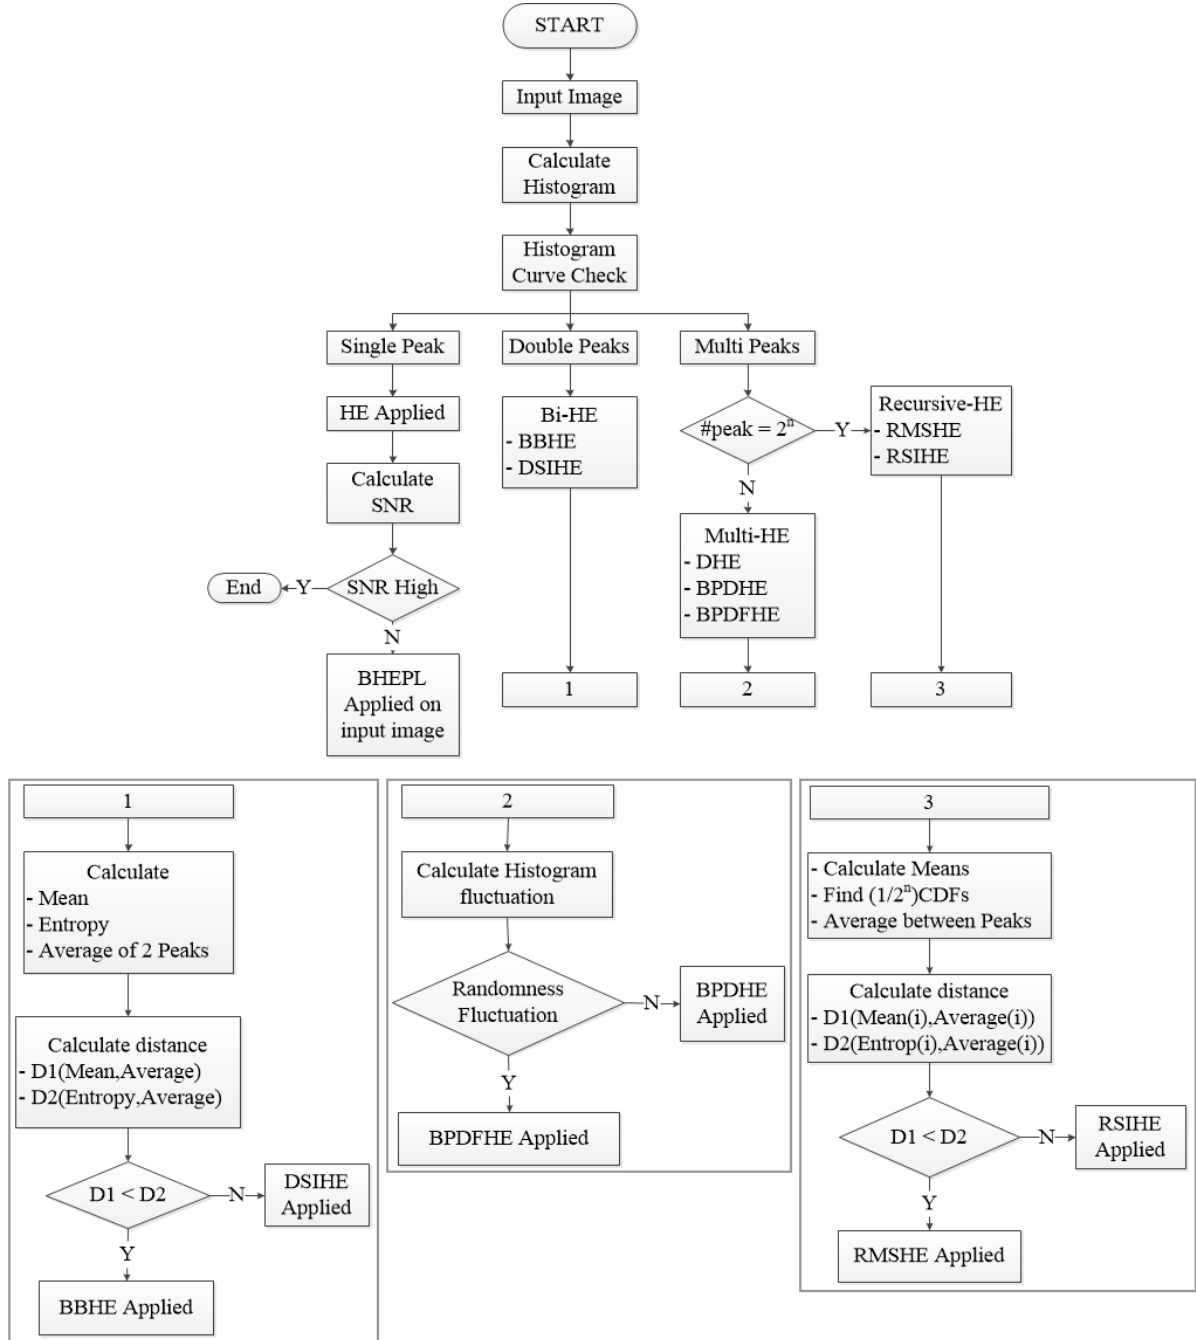 START
Input Image
Calculate
Histogram
Histogram
Curve Check
Single Peak
Double Peaks
Multi Peaks
HE Applied
Bi-HE
- BBHE
- DSIHE
#peak = 2ⁿ
Y
Recursive-HE
- RMSHE
- RSIHE
Calculate
SNR
N
Multi-HE
- DHE
- BPDHE
- BPDFHE
End
Y
SNR High
N
BHEPL
Applied on
input image
1
2
3
1
Calculate
- Mean
- Entropy
- Average of 2 Peaks
Calculate distance
- D1(Mean,Average)
- D2(Entropy,Average)
D1 < D2
N
DSIHE
Applied
Y
BBHE Applied
2
Calculate Histogram
fluctuation
Randomness
Fluctuation
N
BPDHE
Applied
Y
BPDFHE Applied
3
- Calculate Means
- Find (1/2ⁿ)CDFs
- Average between Peaks
Calculate distance
- D1(Mean(i),Average(i))
- D2(Entrop(i),Average(i))
D1 < D2
N
RSIHE
Applied
Y
RMSHE Applied